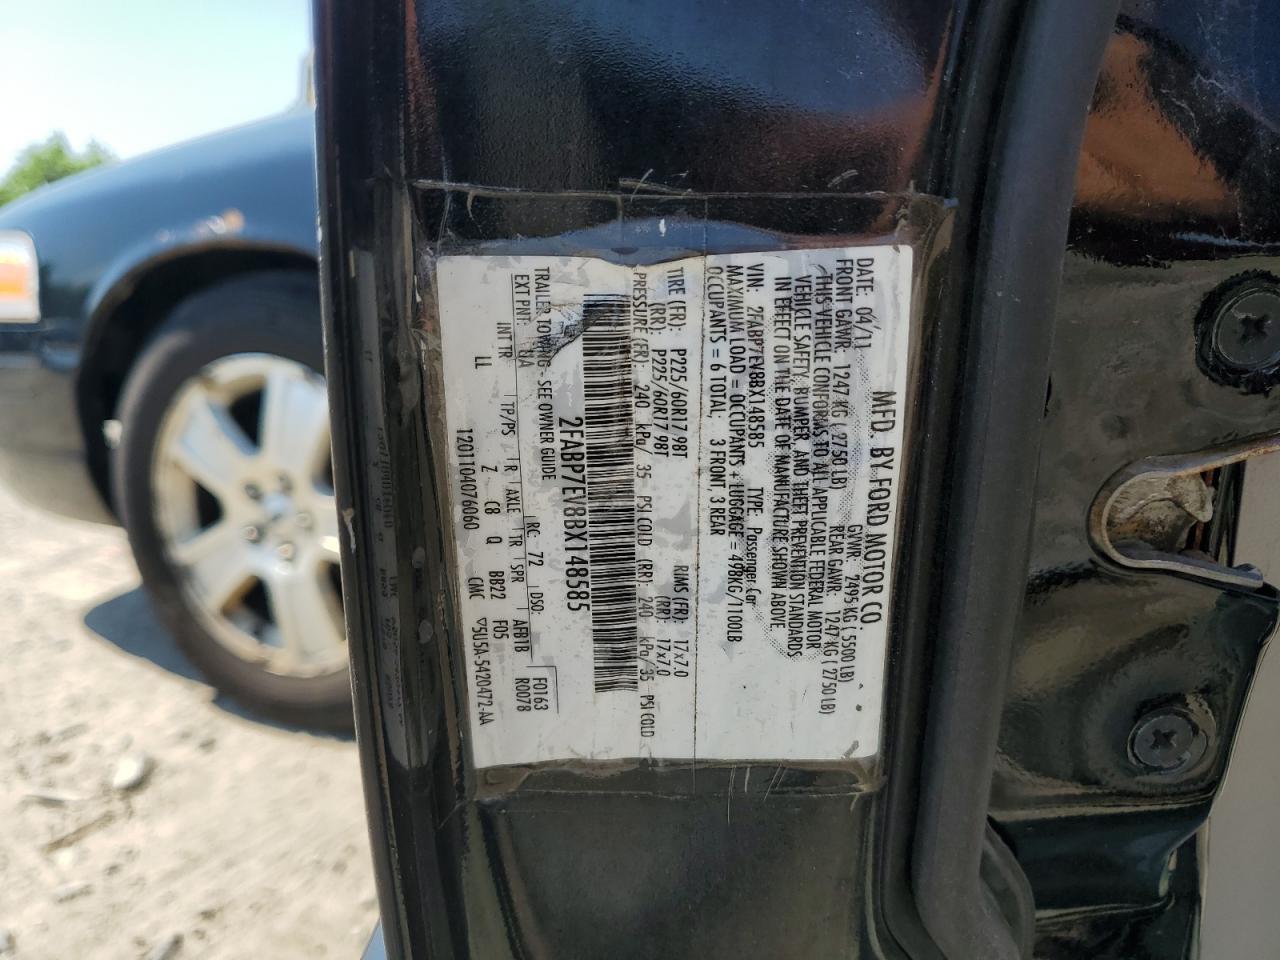 MFD. BY FORD MOTOR CO
DATE: 04/11 GVWR: 2495 KG ( 5500 LB)
FRONT GAWR: 1247 KG ( 2750 LB) REAR GAWR: 1247 KG ( 2750 LB)
THIS VEHICLE CONFORMS TO ALL APPLICABLE FEDERAL MOTOR
VEHICLE SAFETY, BUMPER, AND THEFT PREVENTION STANDARDS
IN EFFECT ON THE DATE OF MANUFACTURE SHOWN ABOVE
VIN: 2FABP7EV8BX148585 TYPE: Passenger Car
MAXIMUM LOAD = OCCUPANTS + LUGGAGE = 498KG/1100LB
OCCUPANTS = 6 TOTAL, 3 FRONT 3 REAR
TIRE (FR): P225/60R17 98T RIMS (FR): 17x7.0
(RR): P225/60R17 98T (RR): 17x7.0
PRESSURE (FR): 240 kPa/ 35 PSI COLD (RR): 240 kPa/35 PSI COLD
2FABP7EV8BX148585
TRAILER TOWING - SEE OWNER GUIDE F0163
EXT PNT: UA RC: 72 DSO: R0078
INT TR TP/PS R AXLE TR SPR AFB1B
LL Z C8 Q BB22 FD5
1201104076060 CMC ▽5U5A-5420472-AA